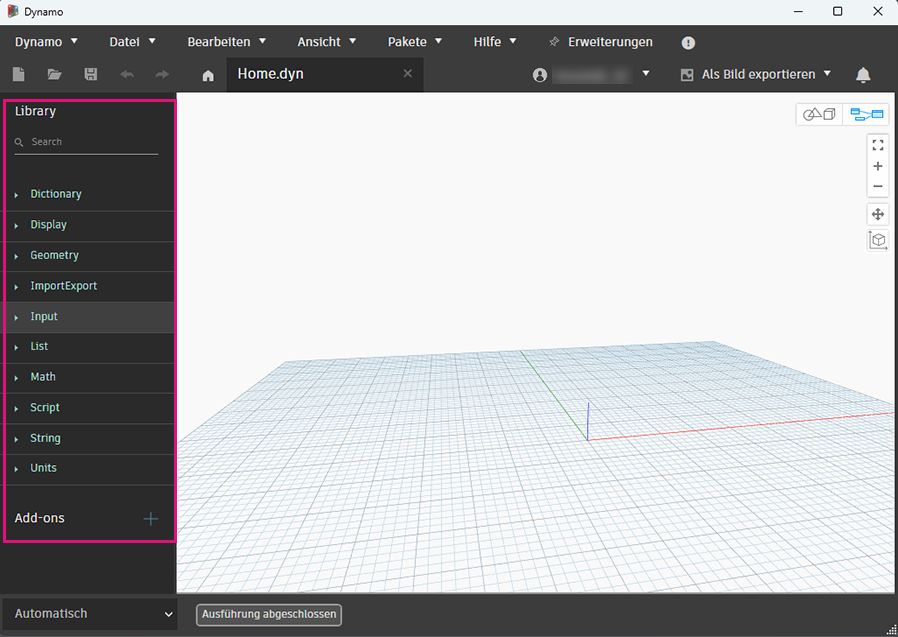 Dynamo
Dynamo Datei Bearbeiten Ansicht Pakete Hilfe Erweiterungen
Home.dyn Als Bild exportieren
Library
Search
Dictionary
Display
Geometry
ImportExport
Input
List
Math
Script
String
Units
Add-ons
Automatisch Ausführung abgeschlossen